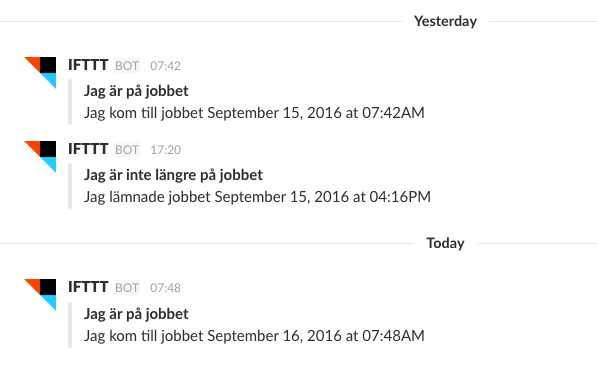 Yesterday
IFTTT BOT 07:42
Jag är på jobbet
Jag kom till jobbet September 15, 2016 at 07:42AM
IFTTT BOT 17:20
Jag är inte längre på jobbet
Jag lämnade jobbet September 15, 2016 at 04:16PM
Today
IFTTT BOT 07:48
Jag är på jobbet
Jag kom till jobbet September 16, 2016 at 07:48AM